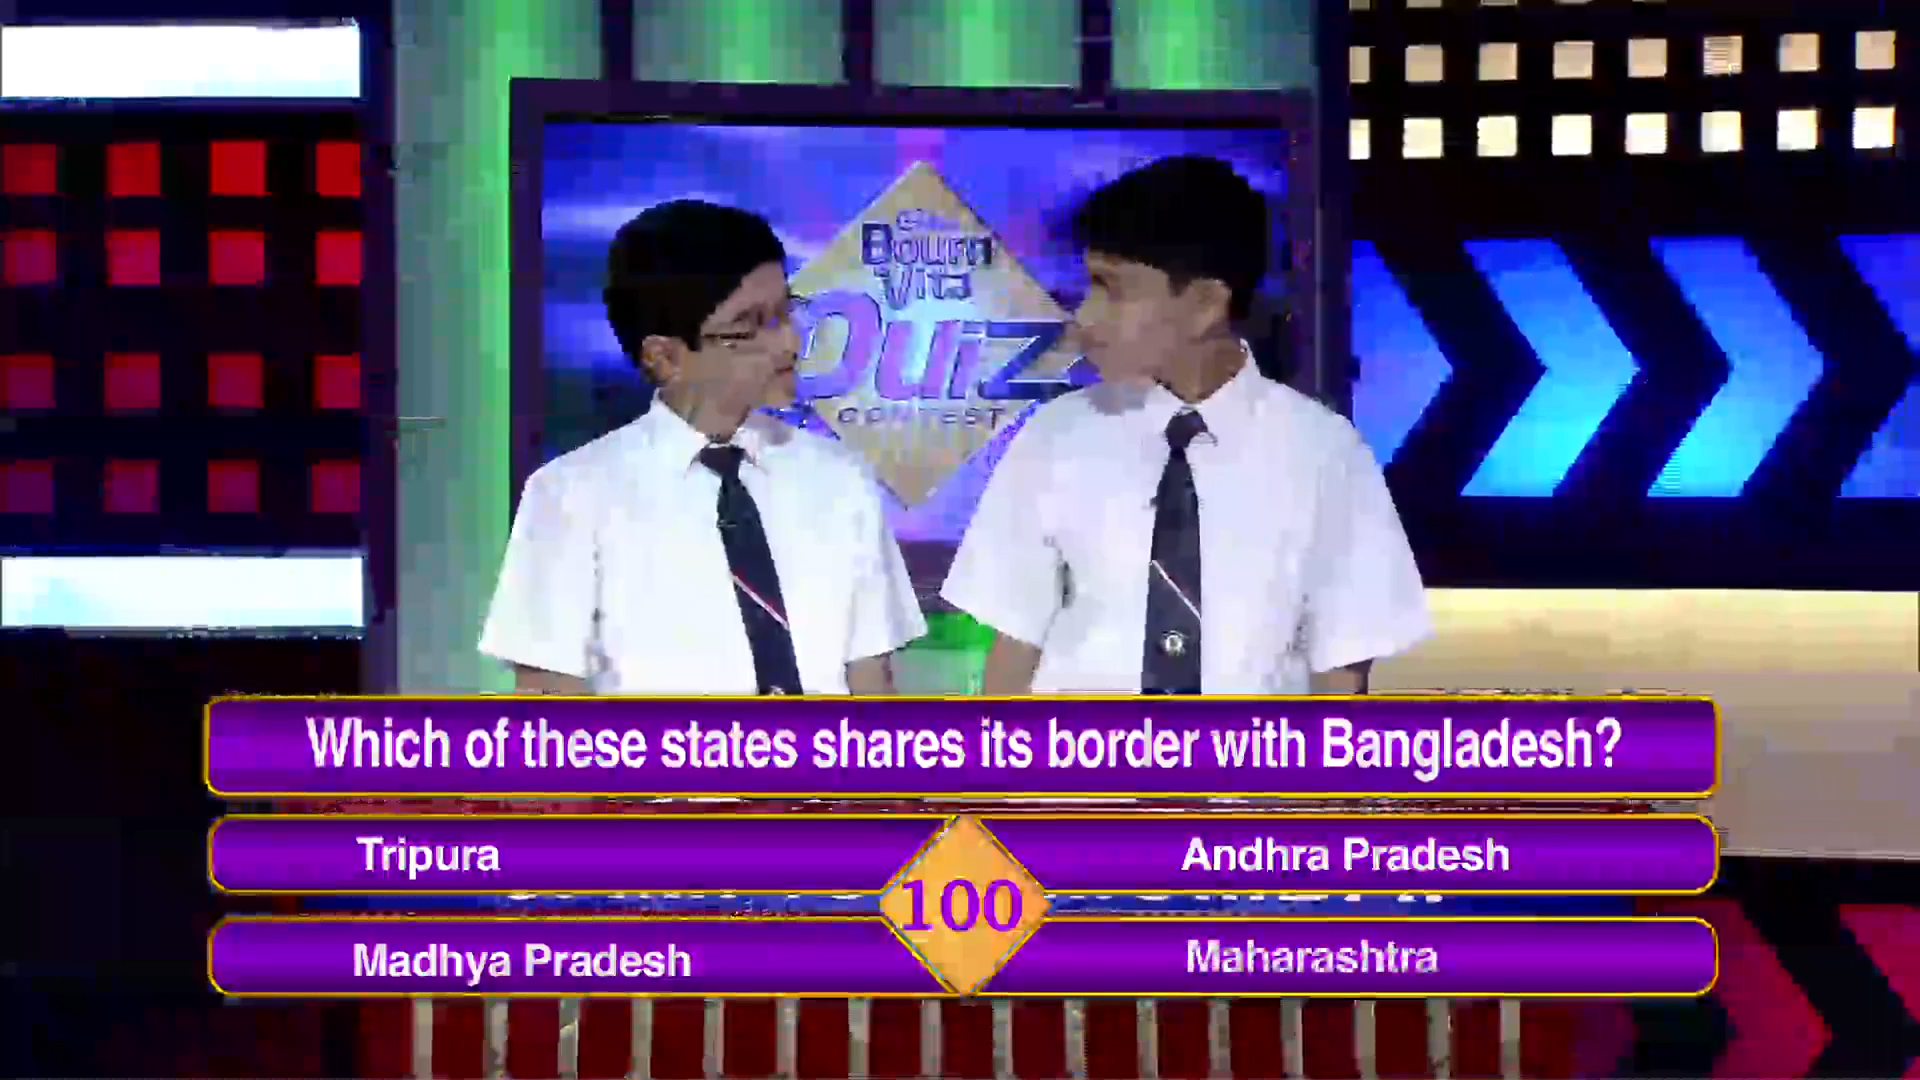 Bourn
Vita
Quiz
CONTEST
Which of these states shares its border with Bangladesh?
Tripura
Andhra Pradesh
100
Madhya Pradesh
Maharashtra